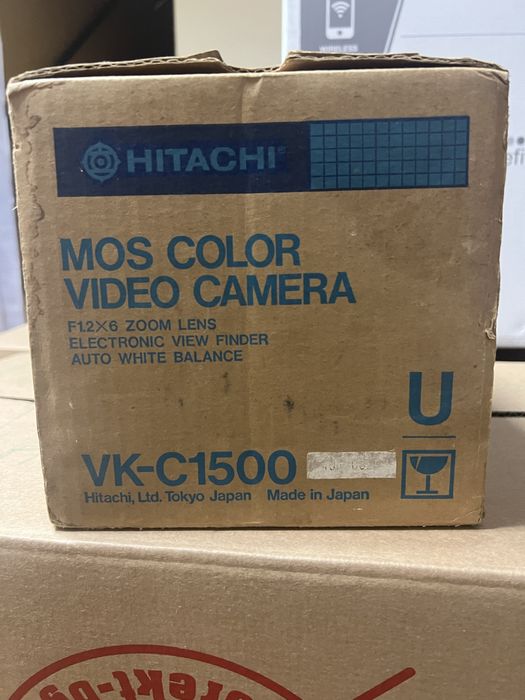 WIRELESS
HITACHI
MOS COLOR
VIDEO CAMERA
F1.2×6 ZOOM LENS
ELECTRONIC VIEW FINDER
AUTO WHITE BALANCE
U
VK-C1500
Hitachi, Ltd. Tokyo Japan Made in Japan